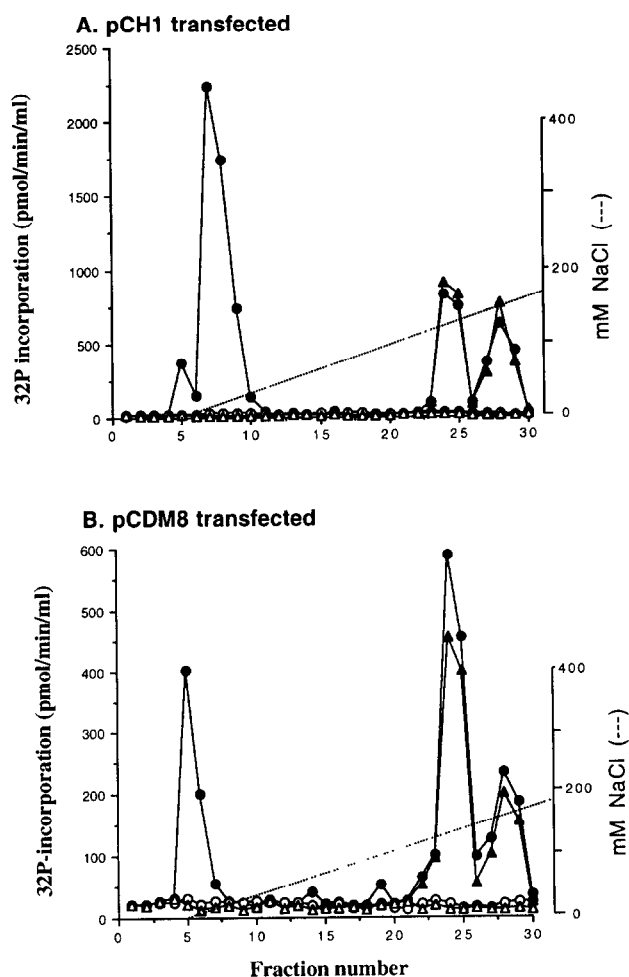 A. pCH1 transfected
2500
2000
1500
1000
500
0
32P incorporation (pmol/min/ml)
400
200
0
mM NaCl (---)
0 5 10 15 20 25 30
B. pCDM8 transfected
600
500
400
300
200
100
0
32P-incorporation (pmol/min/ml)
400
200
0
mM NaCl (---)
0 5 10 15 20 25 30
Fraction number